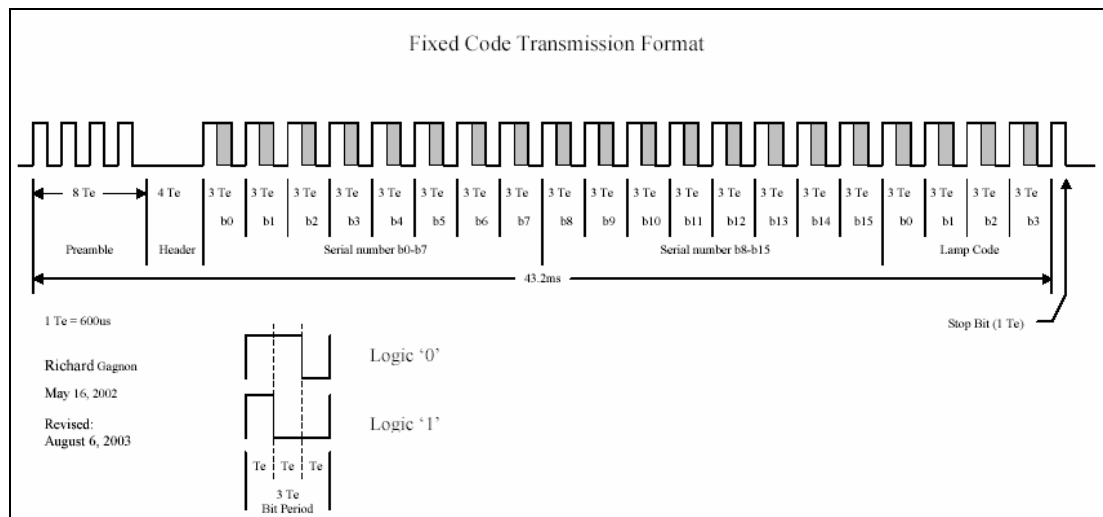 Fixed Code Transmission Format
8 Te 4 Te 3 Te 3 Te 3 Te 3 Te 3 Te 3 Te 3 Te 3 Te 3 Te 3 Te 3 Te 3 Te 3 Te 3 Te 3 Te 3 Te 3 Te 3 Te 3 Te 3 Te
b0 b1 b2 b3 b4 b5 b6 b7 b8 b9 b10 b11 b12 b13 b14 b15 b0 b1 b2 b3
Preamble Header Serial number b0-b7 Serial number b8-b15 Lamp Code
43.2ms
1 Te = 600us
Stop Bit (1 Te)
Richard Gagnon
May 16, 2002
Revised:
August 6, 2003
Logic ‘0’
Logic ‘1’
Te Te Te
3 Te
Bit Period